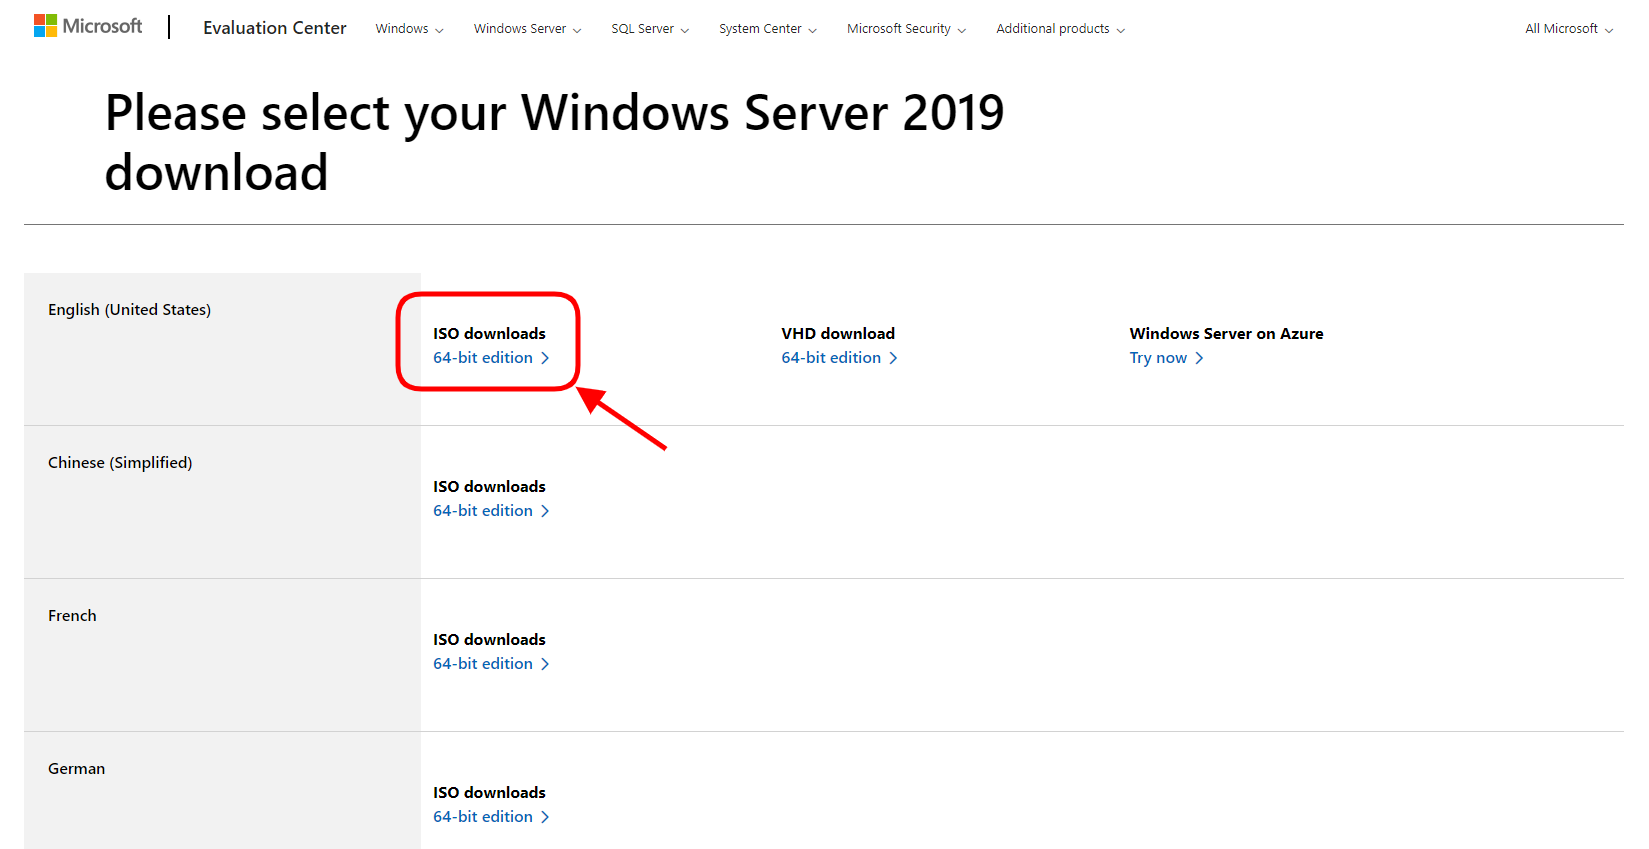 Microsoft
Evaluation Center
Windows
Windows Server
SQL Server
System Center
Microsoft Security
Additional products
All Microsoft
Please select your Windows Server 2019
download
English (United States)
ISO downloads
64-bit edition
VHD download
64-bit edition
Windows Server on Azure
Try now
Chinese (Simplified)
ISO downloads
64-bit edition
French
ISO downloads
64-bit edition
German
ISO downloads
64-bit edition